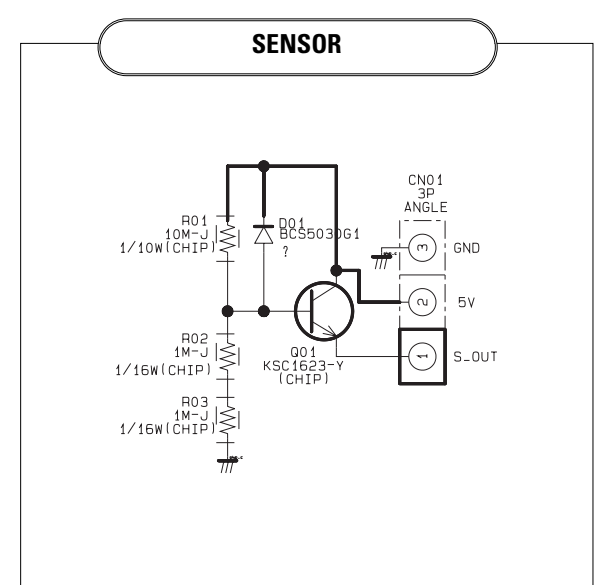 SENSOR
CN01
3P
ANGLE
R01
10M-J
1/10W(CHIP)
D01
BCS5030G1
?
3
GND
2
5V
R02
1M-J
1/16W(CHIP)
Q01
KSC1623-Y
(CHIP)
1
S_OUT
R03
1M-J
1/16W(CHIP)